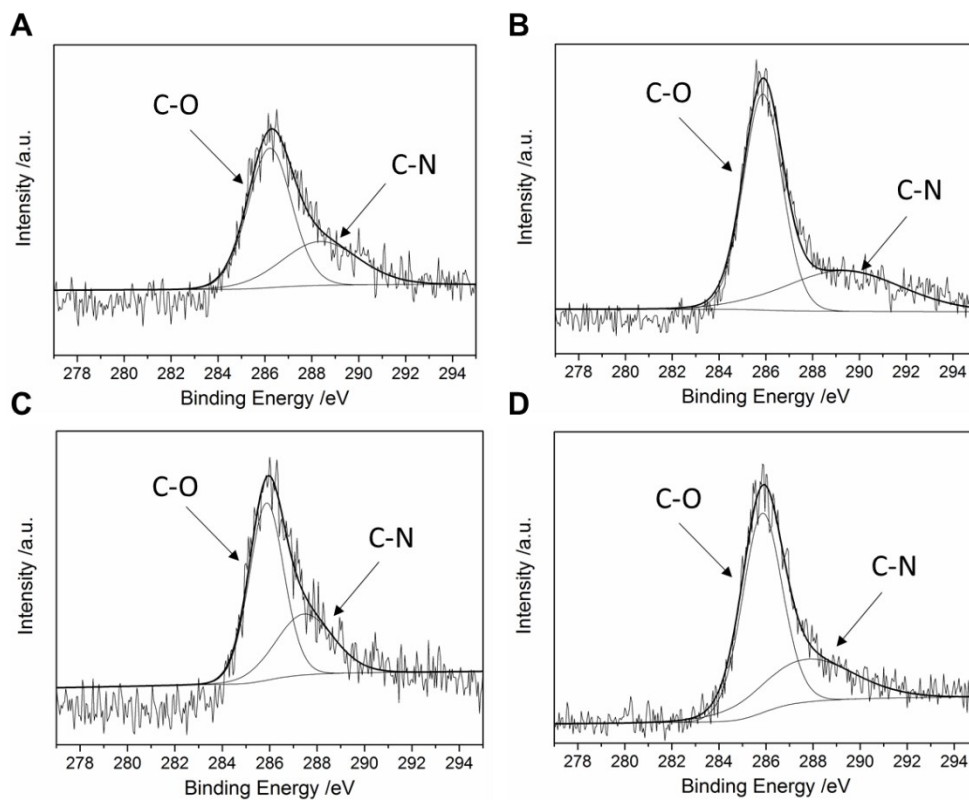 A
C-O
C-N
Intensity /a.u.
278 280 282 284 286 288 290 292 294
Binding Energy /eV
B
C-O
C-N
Intensity /a.u.
278 280 282 284 286 288 290 292 294
Binding Energy /eV
C
C-O
C-N
Intensity /a.u.
278 280 282 284 286 288 290 292 294
Binding Energy /eV
D
C-O
C-N
Intensity /a.u.
278 280 282 284 286 288 290 292 294
Binding Energy /eV